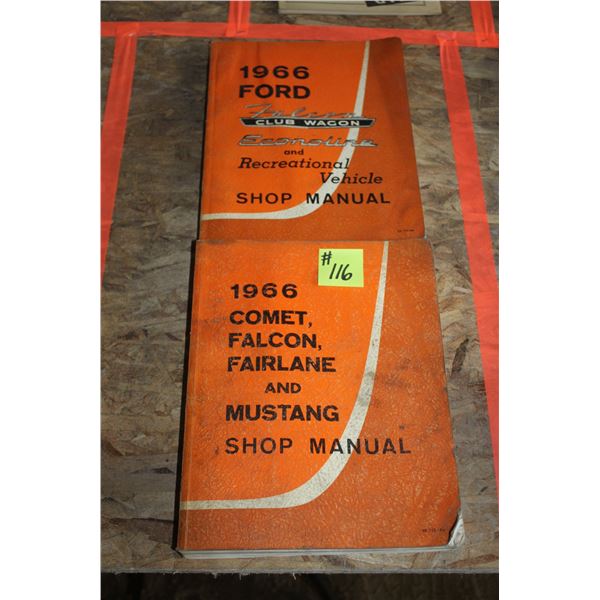 1966
FORD
Falcon
CLUB WAGON
Econoline
and
Recreational
Vehicle
SHOP MANUAL
# 116
1966
COMET,
FALCON,
FAIRLANE
AND
MUSTANG
SHOP MANUAL